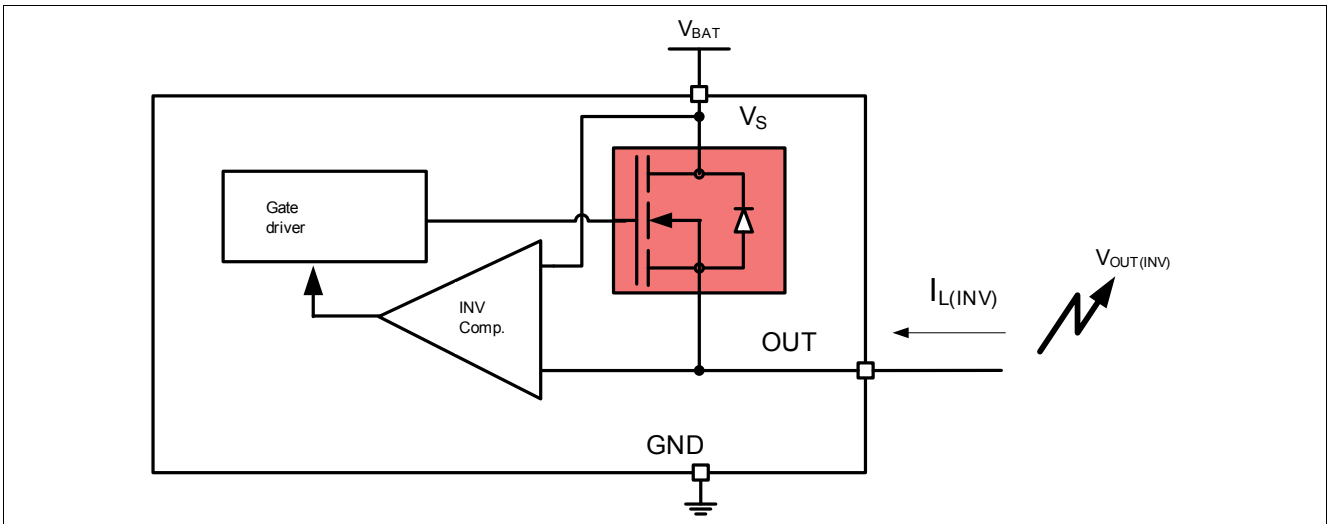 VBAT
VS
Gate
driver
INV
Comp.
OUT
IL(INV)
VOUT(INV)
GND